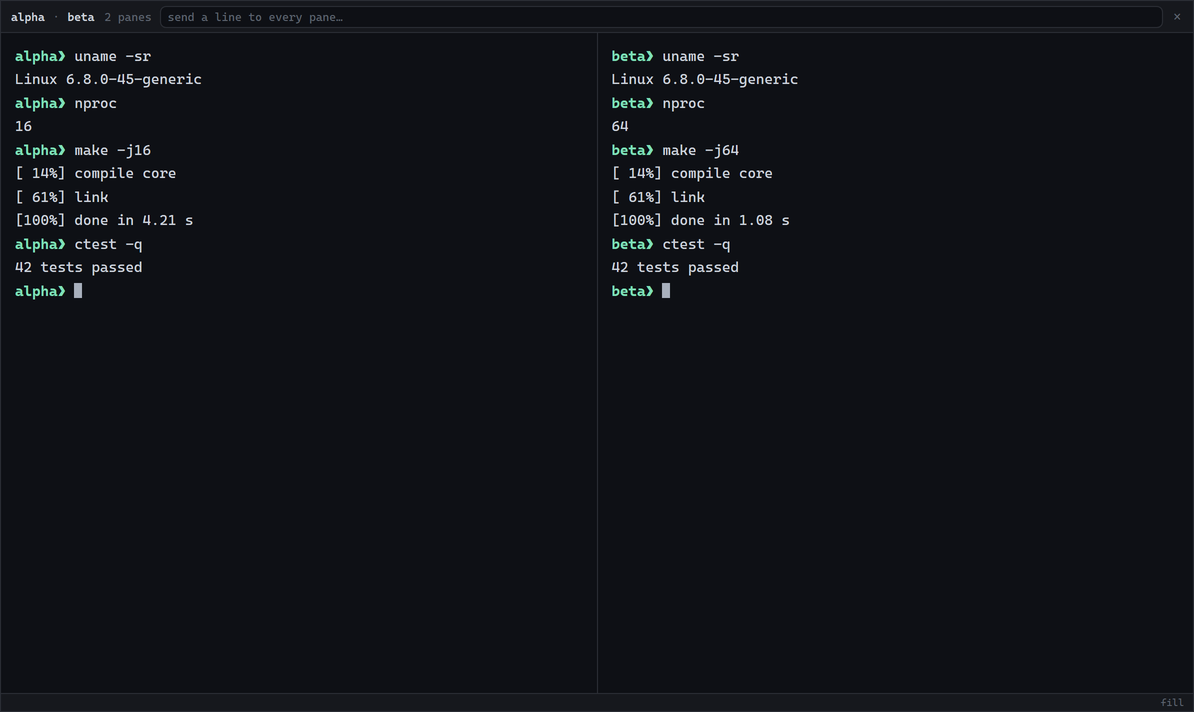 alpha · beta 2 panes send a line to every pane… ×
alpha❯ uname -sr
Linux 6.8.0-45-generic
alpha❯ nproc
16
alpha❯ make -j16
[ 14%] compile core
[ 61%] link
[100%] done in 4.21 s
alpha❯ ctest -q
42 tests passed
alpha❯
beta❯ uname -sr
Linux 6.8.0-45-generic
beta❯ nproc
64
beta❯ make -j64
[ 14%] compile core
[ 61%] link
[100%] done in 1.08 s
beta❯ ctest -q
42 tests passed
beta❯
fill